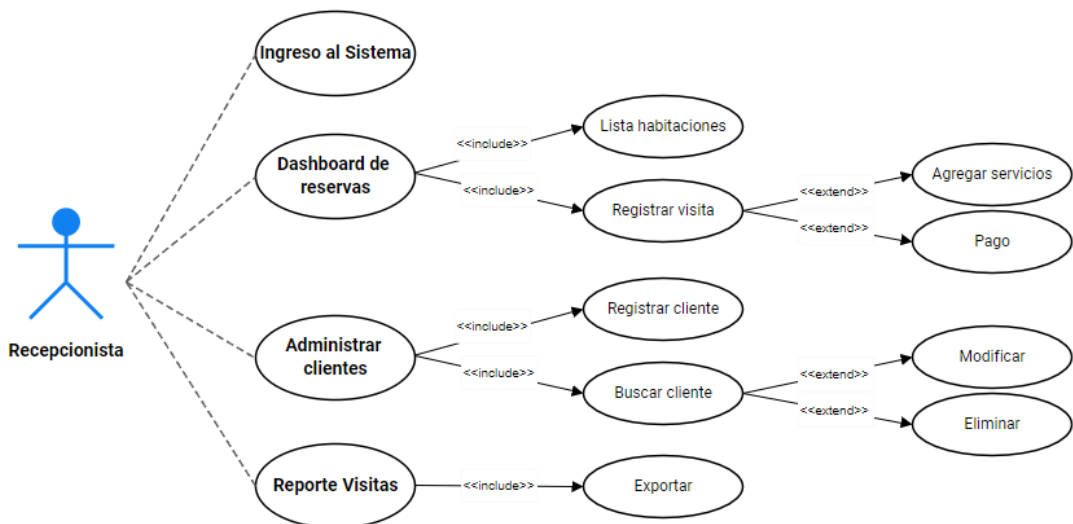 Ingreso al Sistema
Lista habitaciones
<<include>>
Dashboard de
reservas
Agregar servicios
<<include>>
<<extend>>
Registrar visita
<<extend>>
Pago
Recepcionista
Registrar cliente
<<include>>
Administrar
clientes
Modificar
<<include>>
<<extend>>
Buscar cliente
<<extend>>
Eliminar
Reporte Visitas
<<include>>
Exportar